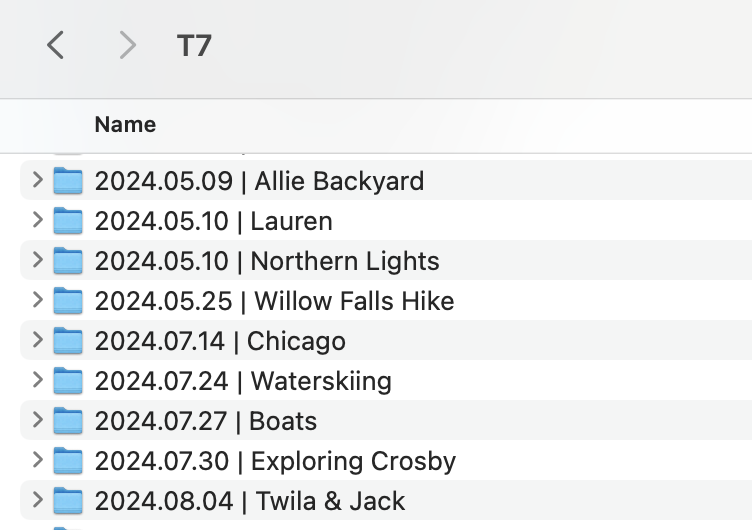 T7
Name
2024.05.09 | Allie Backyard
2024.05.10 | Lauren
2024.05.10 | Northern Lights
2024.05.25 | Willow Falls Hike
2024.07.14 | Chicago
2024.07.24 | Waterskiing
2024.07.27 | Boats
2024.07.30 | Exploring Crosby
2024.08.04 | Twila & Jack